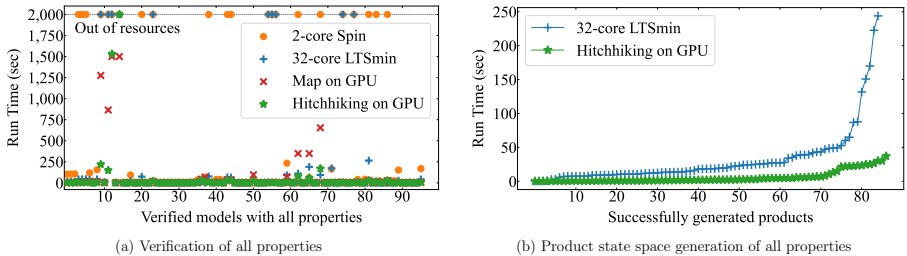 2,000
1,750
1,500
1,250
1,000
750
500
250
0
Run Time (sec)
Out of resources
2-core Spin
32-core LTSmin
Map on GPU
Hitchhiking on GPU
10 20 30 40 50 60 70 80 90
Verified models with all properties
(a) Verification of all properties
250
200
150
100
50
0
Run Time (sec)
32-core LTSmin
Hitchhiking on GPU
10 20 30 40 50 60 70 80
Successfully generated products
(b) Product state space generation of all properties